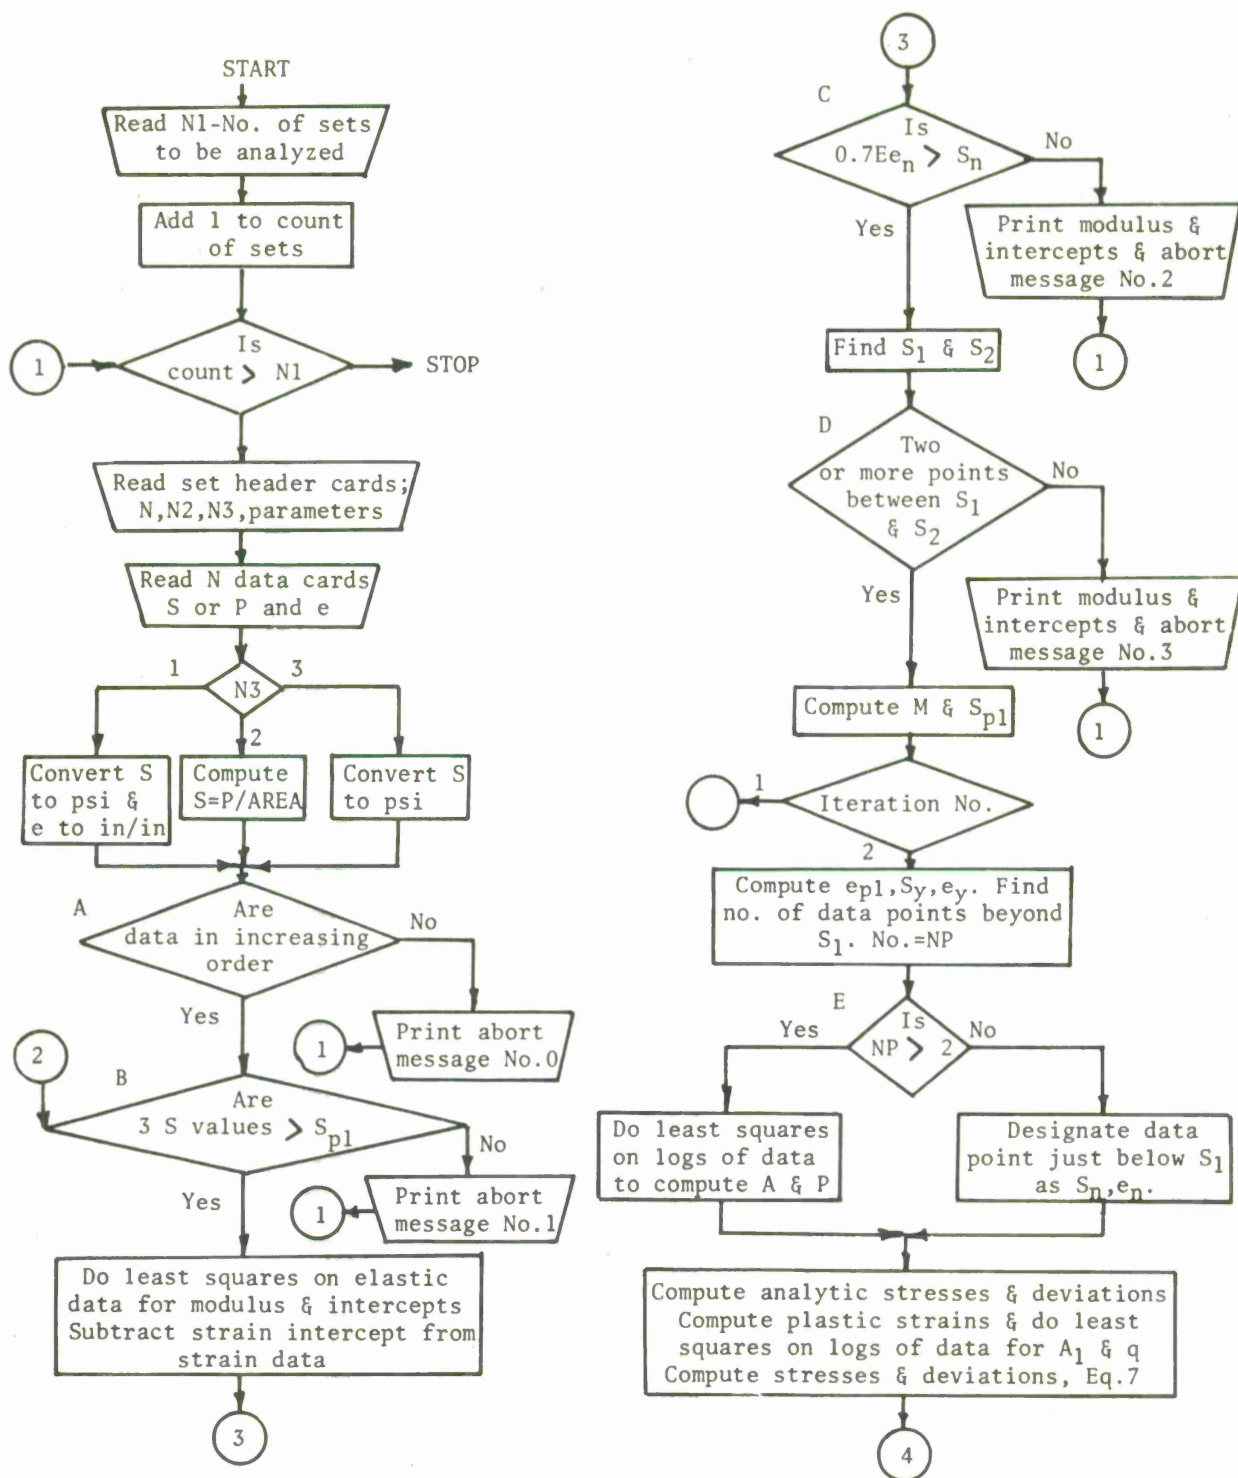 START
Read N1-No. of sets
to be analyzed
Add 1 to count
of sets
1
Is
count > N1
STOP
Read set header cards;
N,N2,N3,parameters
Read N data cards
S or P and e
1
N3
3
2
Convert S
to psi &
e to in/in
Compute
S=P/AREA
Convert S
to psi
A
Are
data in increasing
order
No
Yes
Print abort
message No.0
1
2
B
Are
3 S values > Sp1
No
Yes
Print abort
message No.1
1
Do least squares on elastic
data for modulus & intercepts
Subtract strain intercept from
strain data
3
3
C
Is
0.7Een > Sn
No
Yes
Print modulus &
intercepts & abort
message No.2
1
Find S1 & S2
D
Two
or more points
between S1
& S2
No
Yes
Print modulus &
intercepts & abort
message No.3
1
Compute M & Sp1
1
Iteration No.
2
Compute ep1,Sy,ey. Find
no. of data points beyond
S1. No.=NP
E
Yes
Is
NP > 2
No
Do least squares
on logs of data
to compute A & P
Designate data
point just below S1
as Sn,en.
Compute analytic stresses & deviations
Compute plastic strains & do least
squares on logs of data for A1 & q
Compute stresses & deviations, Eq.7
4